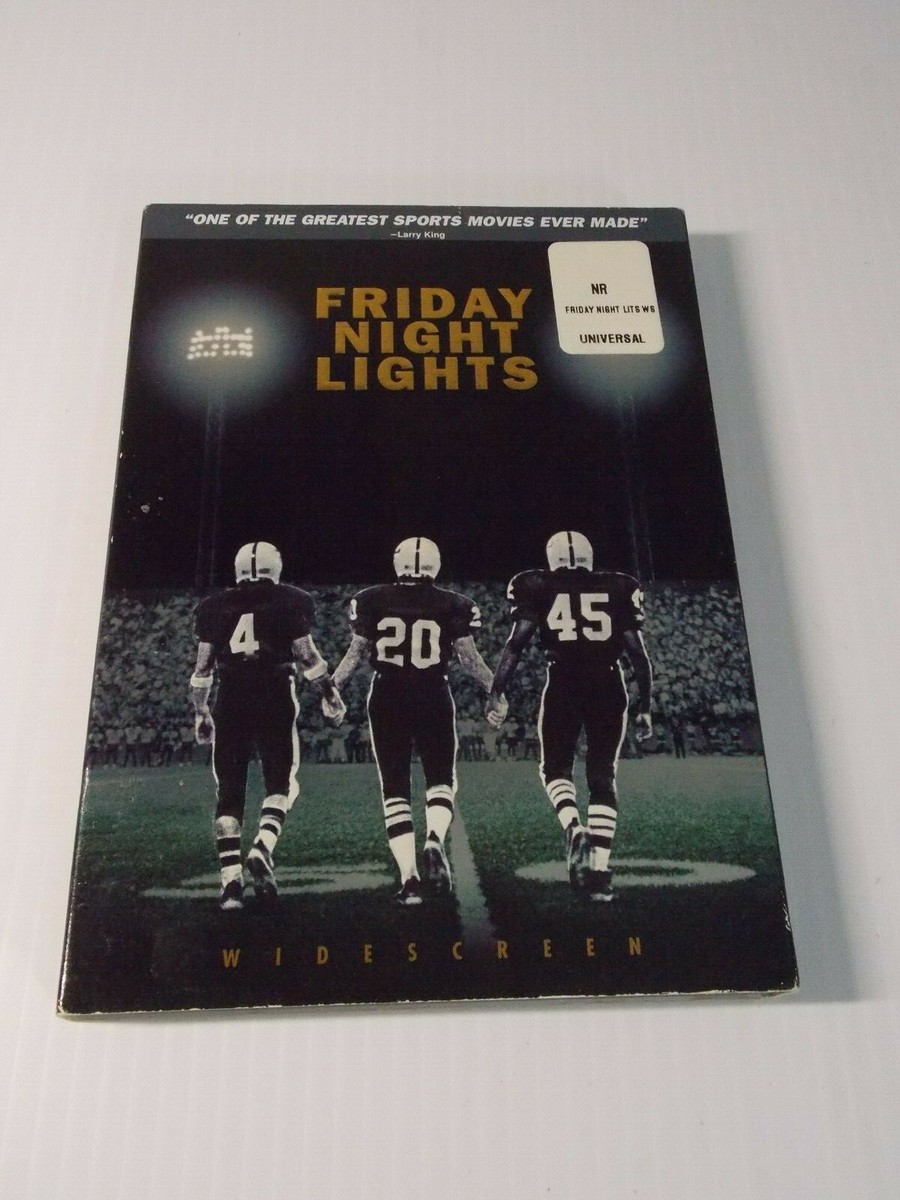 “ONE OF THE GREATEST SPORTS MOVIES EVER MADE”
–Larry King
FRIDAY
NIGHT
LIGHTS
NR
FRIDAY NIGHT LITS WS
UNIVERSAL
4
20
2
45
WIDESCREEN